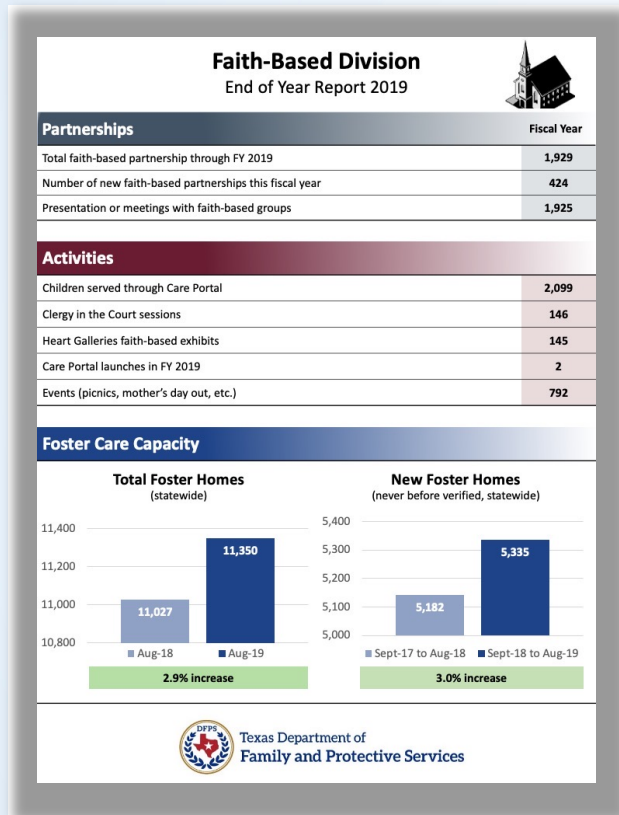 Faith-Based Division
End of Year Report 2019
Partnerships Fiscal Year
Total faith-based partnership through FY 2019 1,929
Number of new faith-based partnerships this fiscal year 424
Presentation or meetings with faith-based groups 1,925
Activities
Children served through Care Portal 2,099
Clergy in the Court sessions 146
Heart Galleries faith-based exhibits 145
Care Portal launches in FY 2019 2
Events (picnics, mother's day out, etc.) 792
Foster Care Capacity
Total Foster Homes
(statewide)
11,400
11,200
11,000
10,800
11,027
11,350
Aug-18 Aug-19
2.9% increase
New Foster Homes
(never before verified, statewide)
5,400
5,300
5,200
5,100
5,000
5,182
5,335
Sept-17 to Aug-18 Sept-18 to Aug-19
3.0% increase
DFPS
Texas Department of
Family and Protective Services